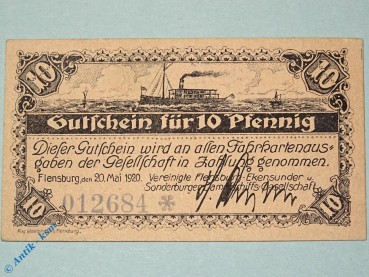 10 10
Gutschein für 10 Pfennig
Dieser Gutschein wird an allen Fahrkartenaus=
gaben der Gesellschaft in Zahlung genommen.
Flensburg, den 20. Mai 1920. Vereinigte Flensburg-Ekensunder u.
Sonderburger Dampfschiffs Gesellschaft.
10 012684 * 10